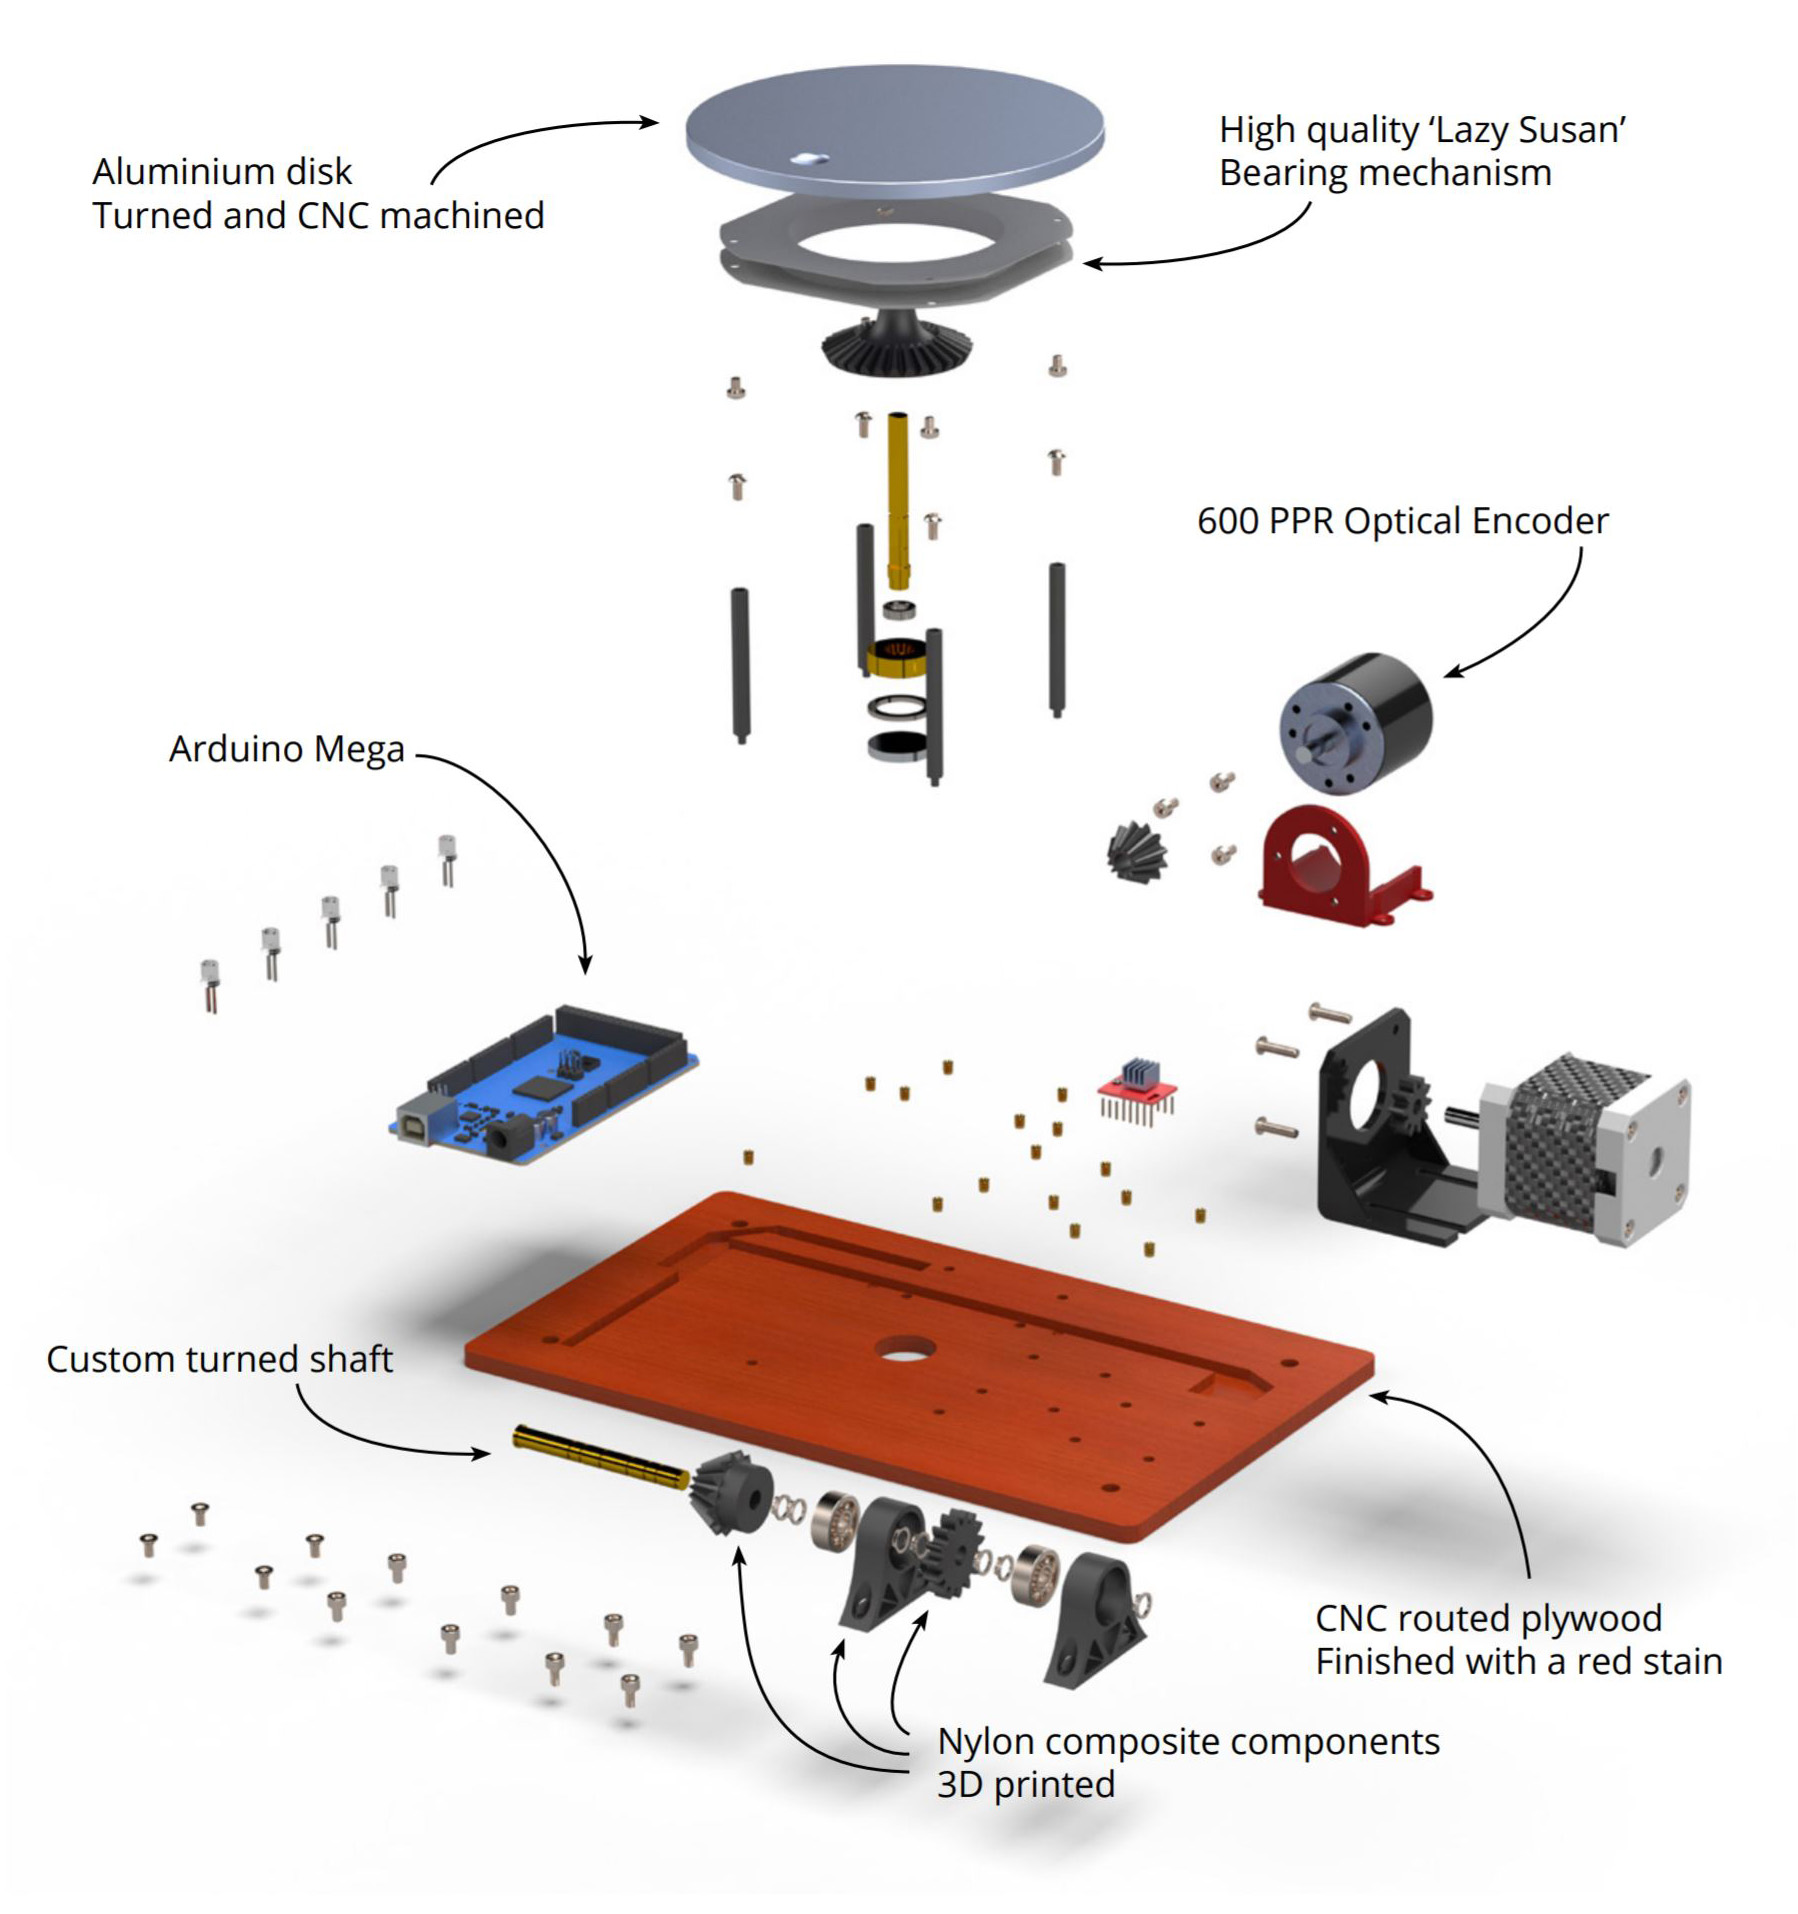 Aluminium disk
Turned and CNC machined
High quality ‘Lazy Susan’
Bearing mechanism
600 PPR Optical Encoder
Arduino Mega
Custom turned shaft
CNC routed plywood
Finished with a red stain
Nylon composite components
3D printed